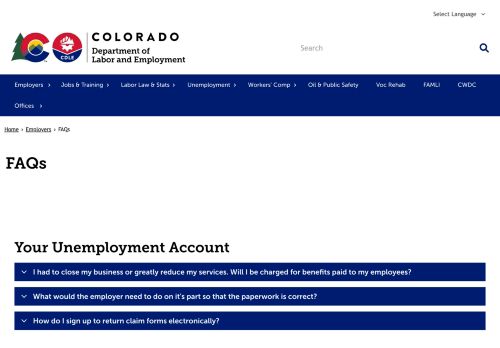 Select Language
COLORADO
Department of
Labor and Employment
CDLE
Search
Employers
Jobs & Training
Labor Law & Stats
Unemployment
Workers' Comp
Oil & Public Safety
Voc Rehab
FAMLI
CWDC
Offices
Home › Employers › FAQs
FAQs
Your Unemployment Account
I had to close my business or greatly reduce my services. Will I be charged for benefits paid to my employees?
What would the employer need to do on it's part so that the paperwork is correct?
How do I sign up to return claim forms electronically?